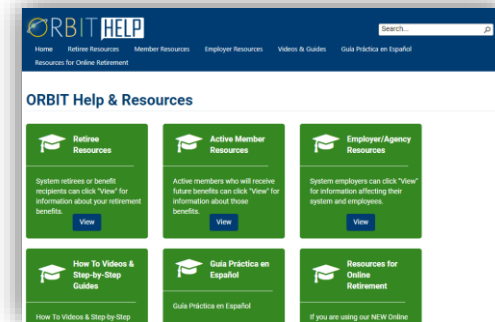 ORBIT HELP
Search...
Home Retiree Resources Member Resources Employer Resources Videos & Guides Guía Práctica en Español
Resources for Online Retirement
ORBIT Help & Resources
Retiree
Resources
System retirees or benefit
recipients can click "View" for
information about your retirement
benefits.
View
Active Member
Resources
Active members who will receive
future benefits can click "View" for
information about those
benefits.
View
Employer/Agency
Resources
System employers can click "View"
for information affecting their
system and employees.
View
How To Videos &
Step-by-Step
Guides
How To Videos & Step-by-Step
Guía Práctica en
Español
Guía Práctica en Español
Resources for
Online
Retirement
If you are using our NEW Online